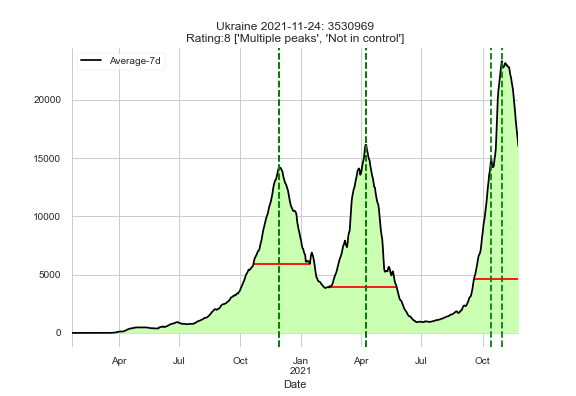 Ukraine 2021-11-24: 3530969
Rating:8 ['Multiple peaks', 'Not in control']
Average-7d
20000
15000
10000
5000
0
Apr Jul Oct Jan Apr Jul Oct
2021
Date